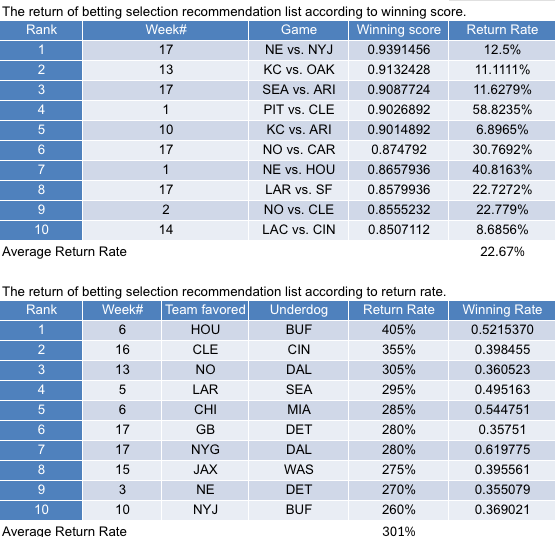 The return of betting selection recommendation list according to winning score.
Rank Week# Game Winning score Return Rate
1 17 NE vs. NYJ 0.9391456 12.5%
2 13 KC vs. OAK 0.9132428 11.1111%
3 17 SEA vs. ARI 0.9087724 11.6279%
4 1 PIT vs. CLE 0.9026892 58.8235%
5 10 KC vs. ARI 0.9014892 6.8965%
6 17 NO vs. CAR 0.874792 30.7692%
7 1 NE vs. HOU 0.8657936 40.8163%
8 17 LAR vs. SF 0.8579936 22.7272%
9 2 NO vs. CLE 0.8555232 22.779%
10 14 LAC vs. CIN 0.8507112 8.6856%
Average Return Rate 22.67%
The return of betting selection recommendation list according to return rate.
Rank Week# Team favored Underdog Return Rate Winning Rate
1 6 HOU BUF 405% 0.5215370
2 16 CLE CIN 355% 0.398455
3 13 NO DAL 305% 0.360523
4 5 LAR SEA 295% 0.495163
5 6 CHI MIA 285% 0.544751
6 17 GB DET 280% 0.35751
7 17 NYG DAL 280% 0.619775
8 15 JAX WAS 275% 0.395561
9 3 NE DET 270% 0.355079
10 10 NYJ BUF 260% 0.369021
Average Return Rate 301%